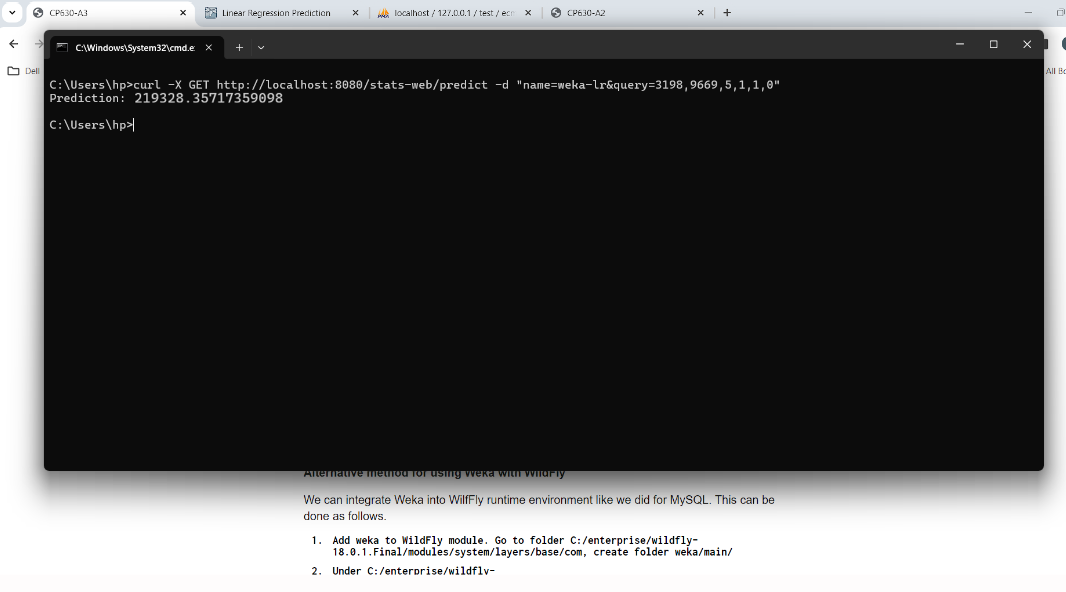 CP630-A3
Linear Regression Prediction
localhost / 127.0.0.1 / test / ecm
CP630-A2
Dell
All Bo
C:\Windows\System32\cmd.e
C:\Users\hp>curl -X GET http://localhost:8080/stats-web/predict -d "name=weka-lr&query=3198,9669,5,1,1,0"
Prediction: 219328.35717359098
C:\Users\hp>
Alternative method for using Weka with WildFly
We can integrate Weka into WilfFly runtime environment like we did for MySQL. This can be
done as follows.
1. Add weka to WildFly module. Go to folder C:/enterprise/wildfly-
18.0.1.Final/modules/system/layers/base/com, create folder weka/main/
2. Under C:/enterprise/wildfly-